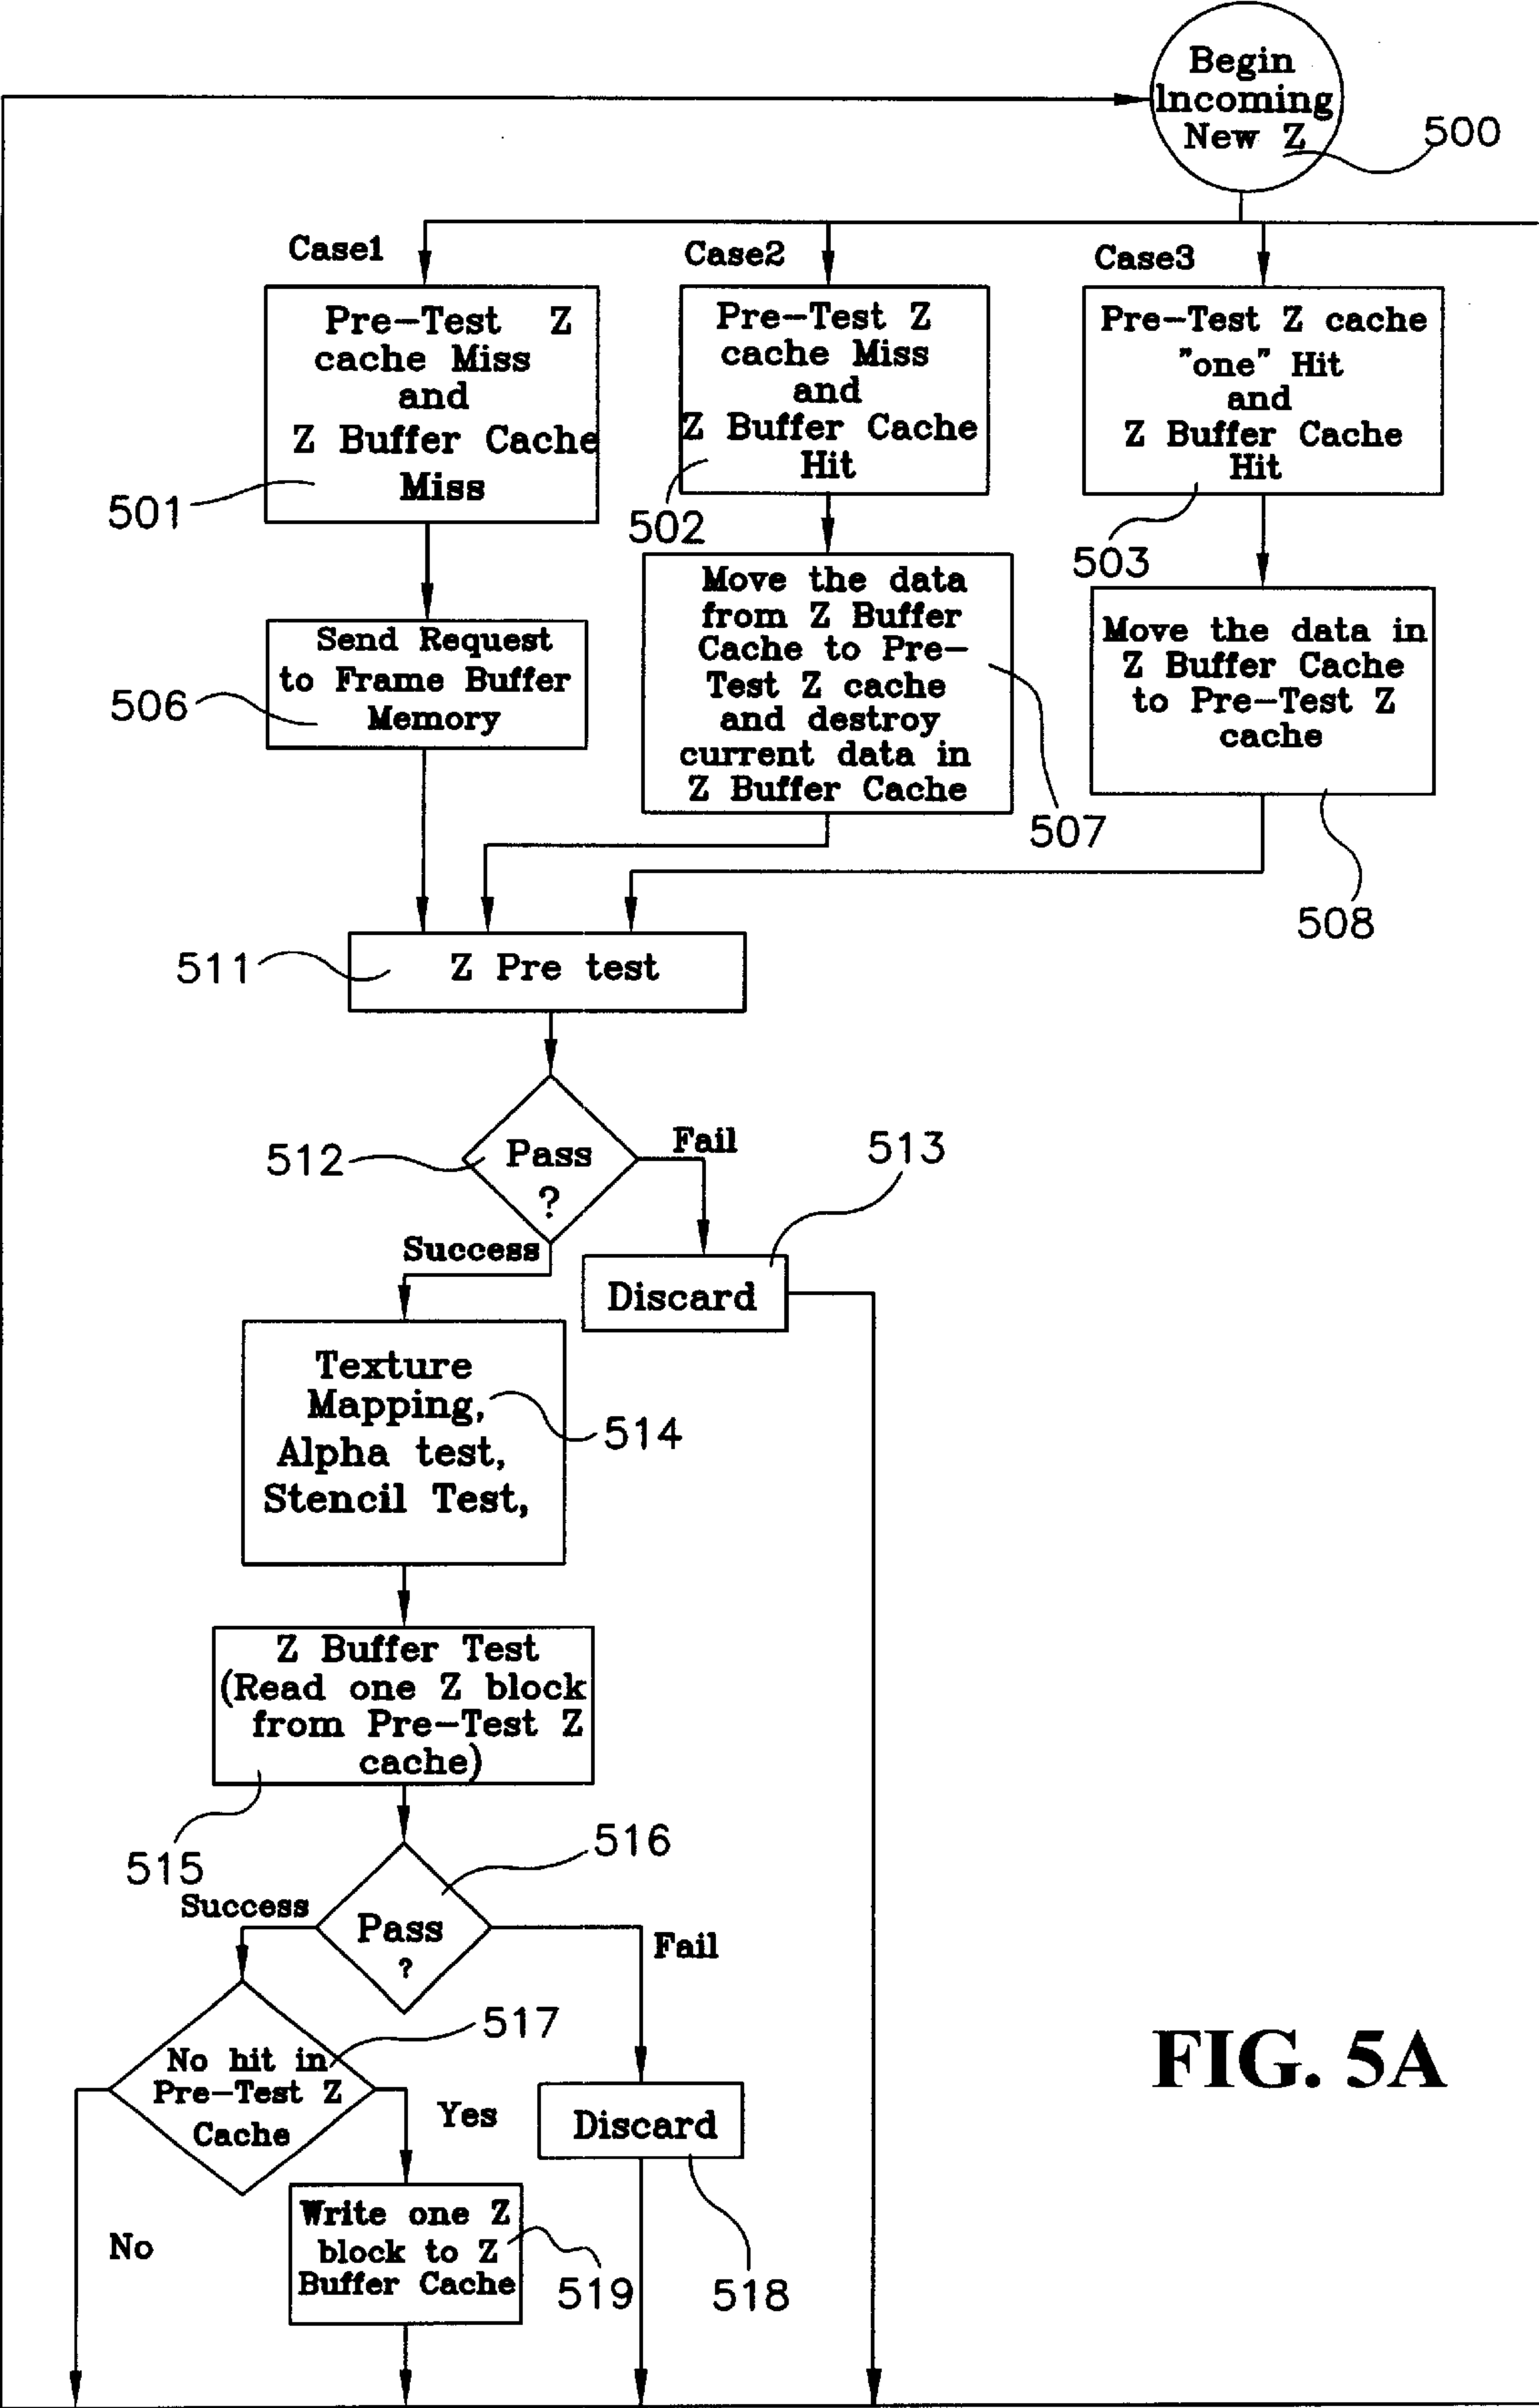 Begin
Incoming
New Z
500
Case1
Case2
Case3
Pre-Test Z
cache Miss
and
Z Buffer Cache
Miss
501
Pre-Test Z
cache Miss
and
Z Buffer Cache
Hit
502
Pre-Test Z cache
"one" Hit
and
Z Buffer Cache
Hit
503
Send Request
to Frame Buffer
Memory
506
Move the data
from Z Buffer
Cache to Pre-
Test Z cache
and destroy
current data in
Z Buffer Cache
507
Move the data in
Z Buffer Cache
to Pre-Test Z
cache
508
511
Z Pre test
512
Pass
?
Fail
513
Success
Discard
Texture
Mapping,
Alpha test,
Stencil Test,
514
Z Buffer Test
(Read one Z block
from Pre-Test Z
cache)
515
516
Success
Pass
?
Fail
517
No hit in
Pre-Test Z
Cache
Yes
Discard
No
Write one Z
block to Z
Buffer Cache
519
518
FIG. 5A